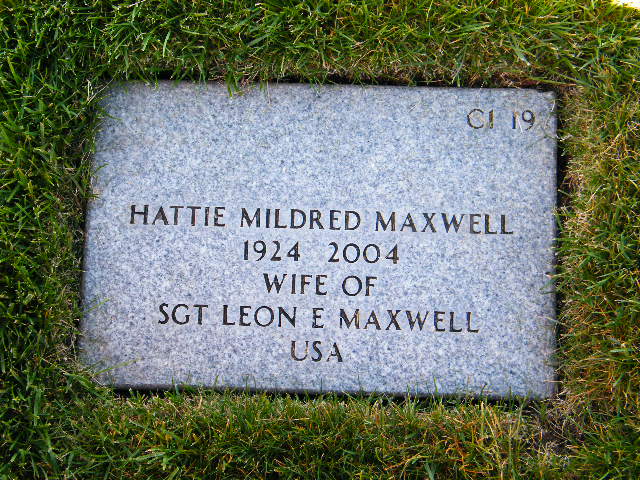 C1 19
HATTIE MILDRED MAXWELL
1924 2004
WIFE OF
SGT LEON E MAXWELL
USA